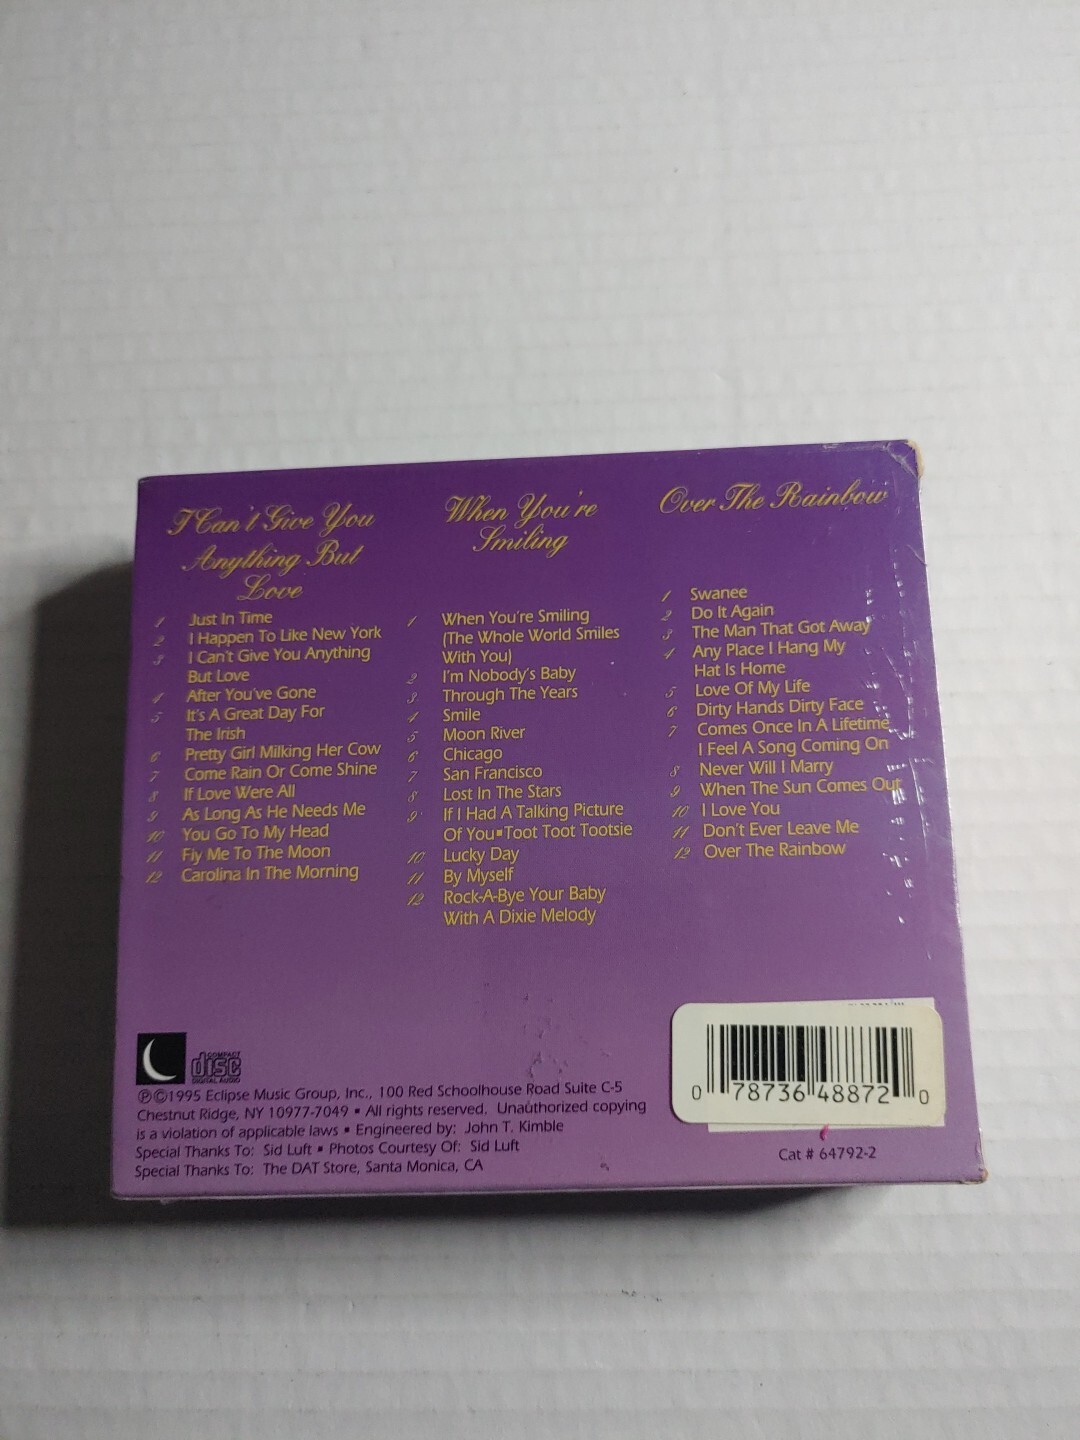 I Can't Give You
Anything But
Love
1 Just In Time
2 I Happen To Like New York
3 I Can't Give You Anything
But Love
4 After You've Gone
5 It's A Great Day For
The Irish
6 Pretty Girl Milking Her Cow
7 Come Rain Or Come Shine
8 If Love Were All
9 As Long As He Needs Me
10 You Go To My Head
11 Fly Me To The Moon
12 Carolina In The Morning
When You're
Smiling
1 When You're Smiling
(The Whole World Smiles
With You)
2 I'm Nobody's Baby
3 Through The Years
4 Smile
5 Moon River
6 Chicago
7 San Francisco
8 Lost In The Stars
9 If I Had A Talking Picture
Of You▪Toot Toot Tootsie
10 Lucky Day
11 By Myself
12 Rock-A-Bye Your Baby
With A Dixie Melody
Over The Rainbow
1 Swanee
2 Do It Again
3 The Man That Got Away
4 Any Place I Hang My
Hat Is Home
5 Love Of My Life
6 Dirty Hands Dirty Face
7 Comes Once In A Lifetime
I Feel A Song Coming On
8 Never Will I Marry
9 When The Sun Comes Out
10 I Love You
11 Don't Ever Leave Me
12 Over The Rainbow
COMPACT
disc
DIGITAL AUDIO
℗©1995 Eclipse Music Group, Inc., 100 Red Schoolhouse Road Suite C-5
Chestnut Ridge, NY 10977-7049 ▪ All rights reserved. Unauthorized copying
is a violation of applicable laws ▪ Engineered by: John T. Kimble
Special Thanks To: Sid Luft ▪ Photos Courtesy Of: Sid Luft
Special Thanks To: The DAT Store, Santa Monica, CA
0 78736 48872 0
Cat # 64792-2